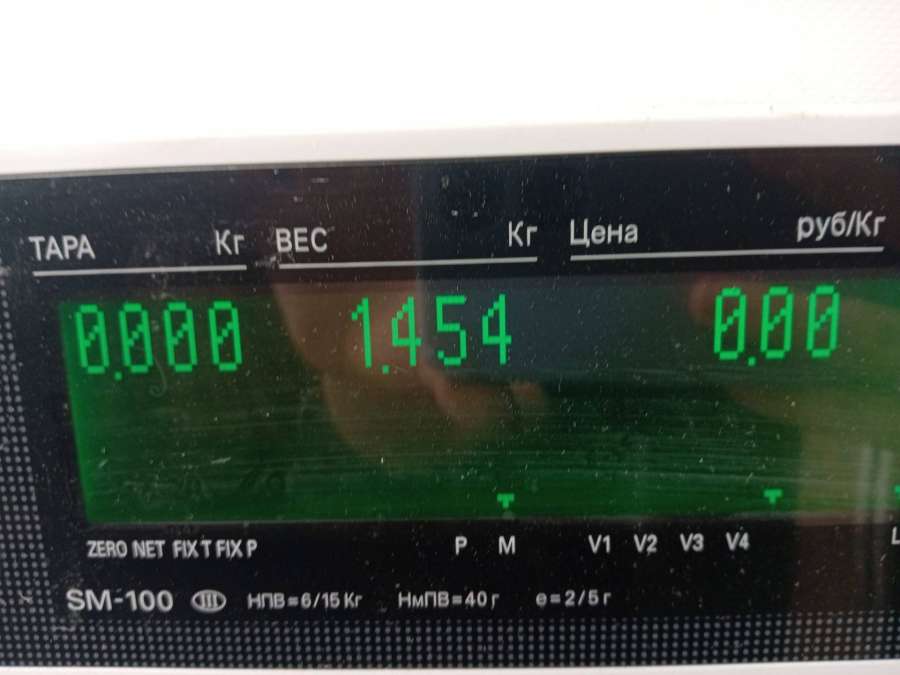 ТАРА Кг ВЕС Кг Цена руб/Кг
0.000 1.454 0.00
ZERO NET FIX T FIX P P M V1 V2 V3 V4
SM-100 III НПВ=6/15 Кг НмПВ=40 г e=2/5 г